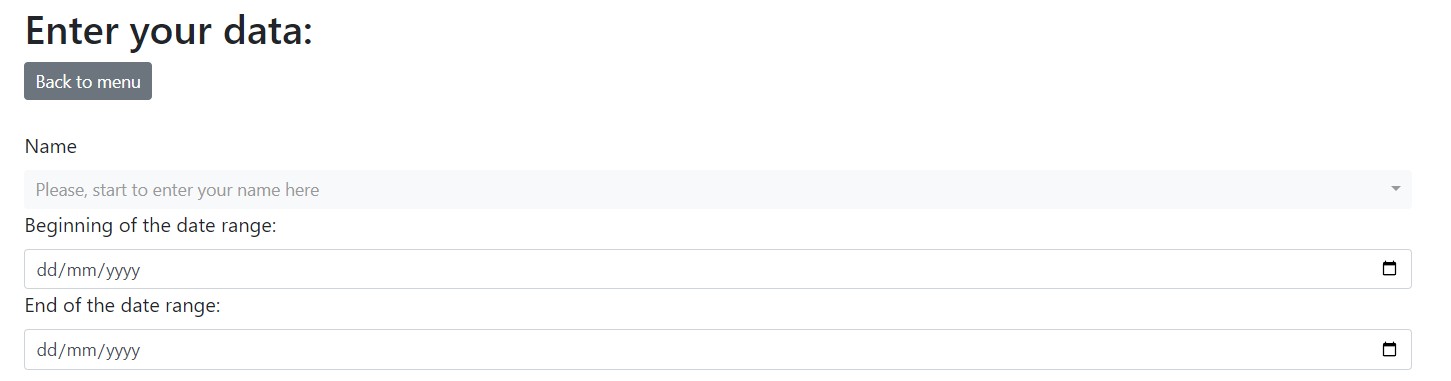 Enter your data:
Back to menu
Name
Please, start to enter your name here
Beginning of the date range:
dd/mm/yyyy
End of the date range:
dd/mm/yyyy